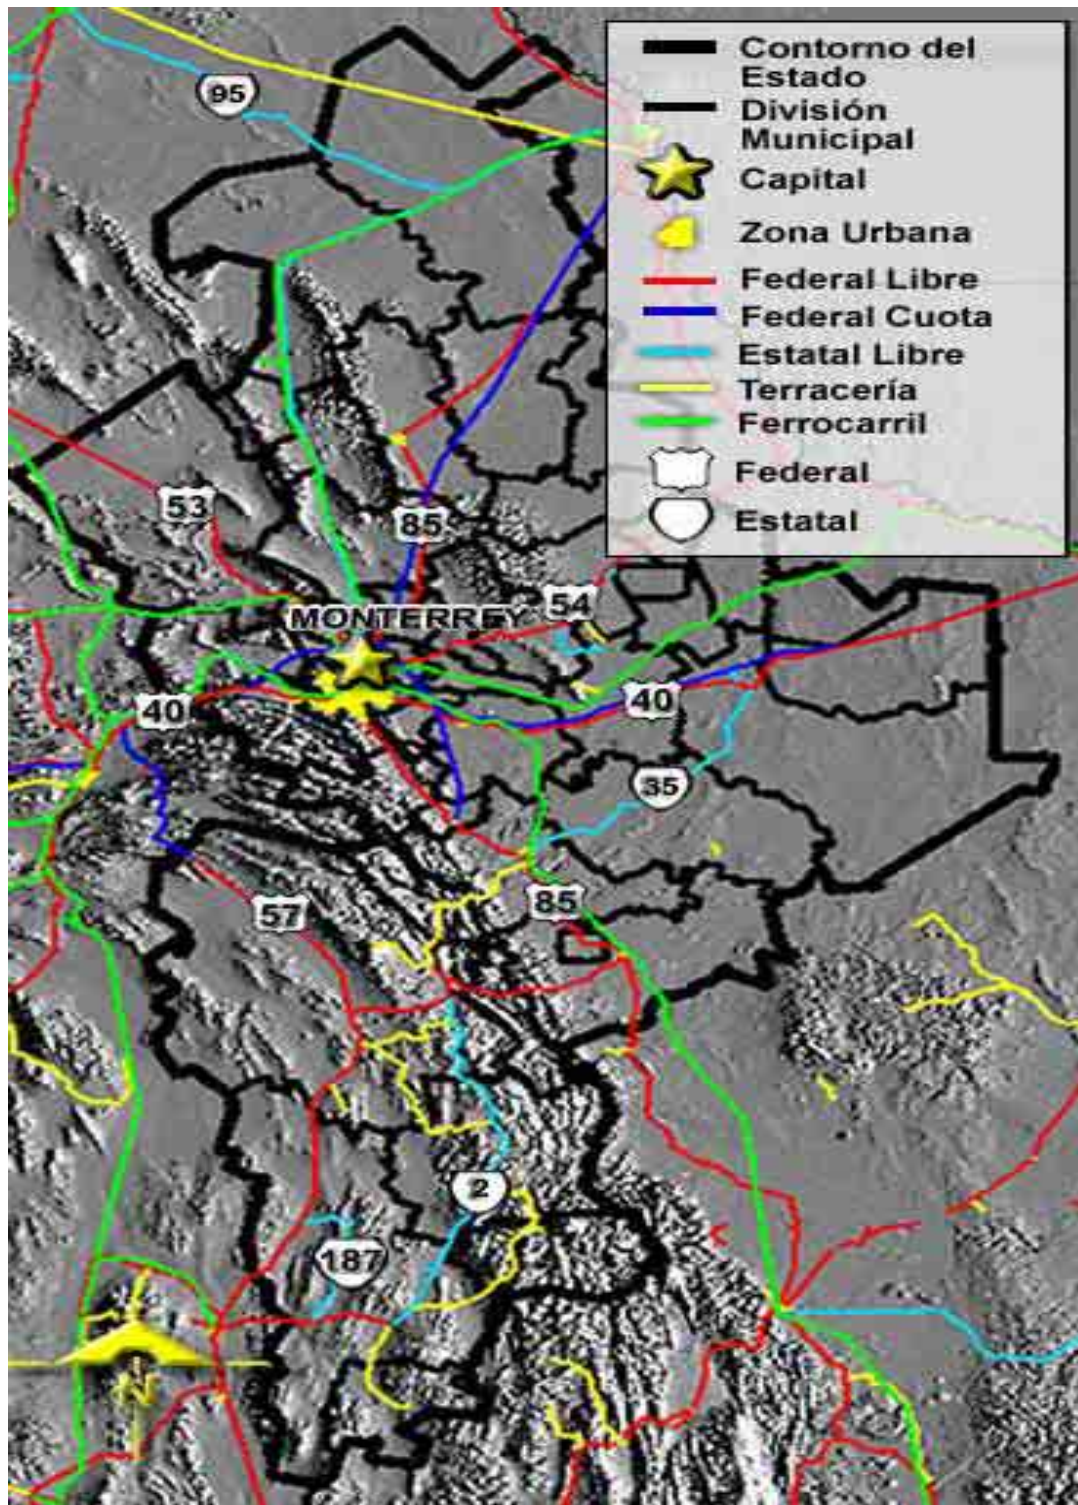 Contorno del
Estado
División
Municipal
Capital
Zona Urbana
Federal Libre
Federal Cuota
Estatal Libre
Terracería
Ferrocarril
Federal
Estatal
95
53
85
54
MONTERREY
40
40
35
57
85
2
187
N